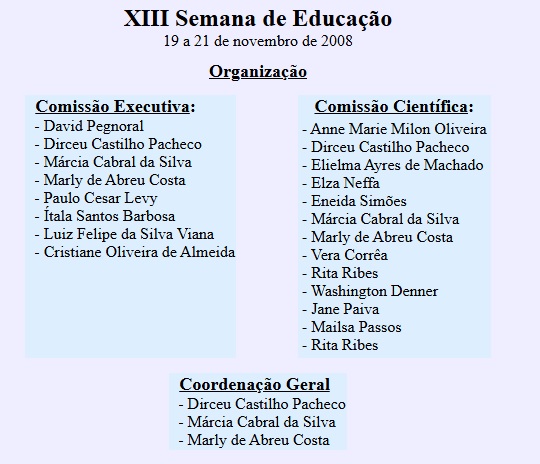 XIII Semana de Educação
19 a 21 de novembro de 2008
Organização
Comissão Executiva:
- David Pegnoral
- Dirceu Castilho Pacheco
- Márcia Cabral da Silva
- Marly de Abreu Costa
- Paulo Cesar Levy
- Ítala Santos Barbosa
- Luiz Felipe da Silva Viana
- Cristiane Oliveira de Almeida
Comissão Científica:
- Anne Marie Milon Oliveira
- Dirceu Castilho Pacheco
- Elielma Ayres de Machado
- Elza Neffa
- Eneida Simões
- Márcia Cabral da Silva
- Marly de Abreu Costa
- Vera Corrêa
- Rita Ribes
- Washington Denner
- Jane Paiva
- Mailsa Passos
- Rita Ribes
Coordenação Geral
- Dirceu Castilho Pacheco
- Márcia Cabral da Silva
- Marly de Abreu Costa